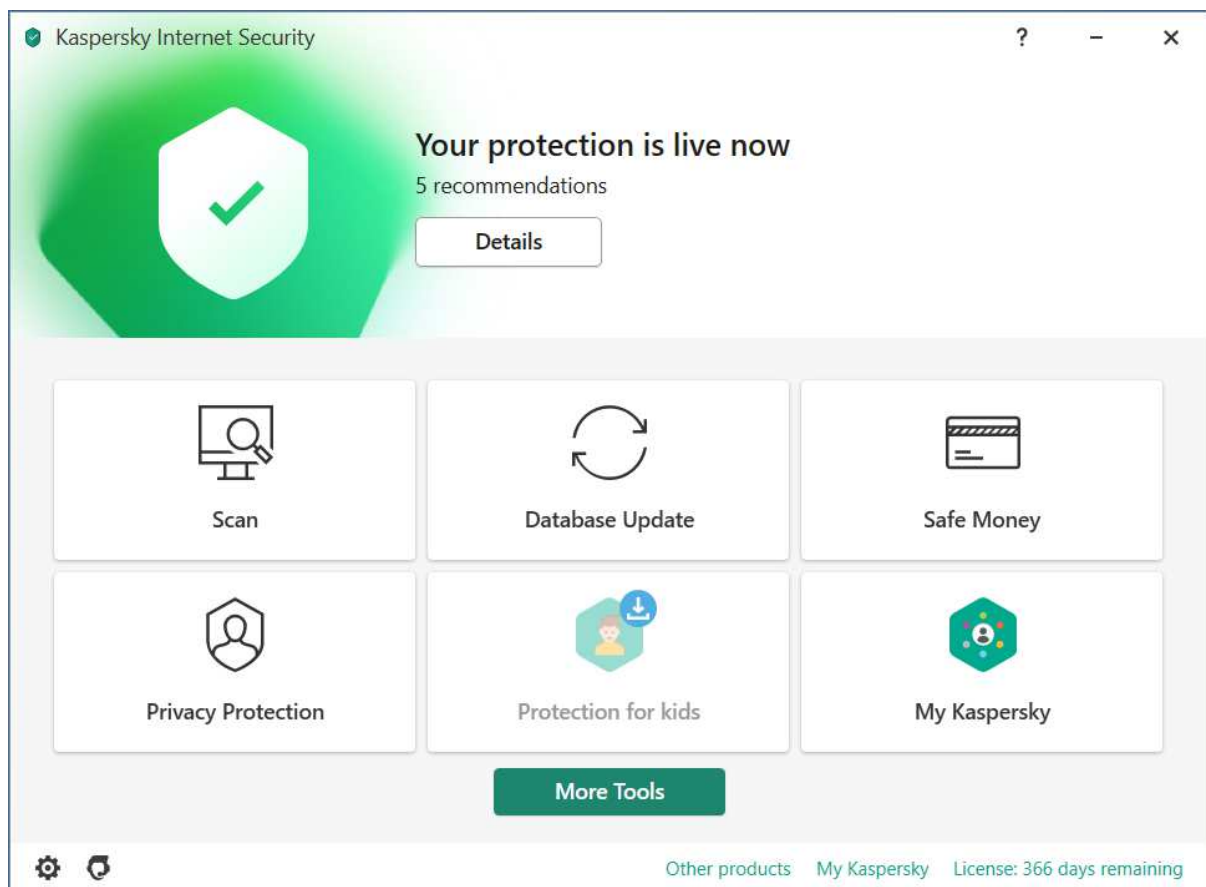 Kaspersky Internet Security
?
Your protection is live now
5 recommendations
Details
Scan
Database Update
Safe Money
Privacy Protection
Protection for kids
My Kaspersky
More Tools
Other products My Kaspersky License: 366 days remaining